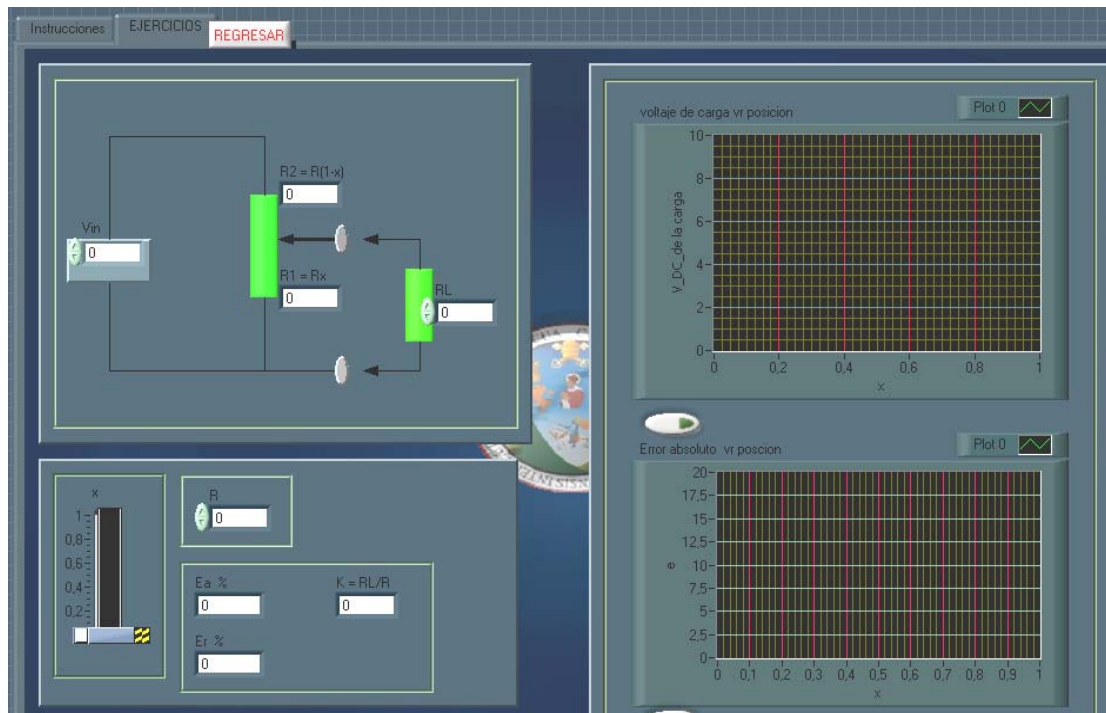 Instrucciones
EJERCICIOS
REGRESAR
R2 = R(1-x)
0
Vin
0
R1 = Rx
0
RL
0
x
1
0,8
0,6
0,4
0,2
R
0
Ea %
0
K = RL/R
0
Er %
0
voltaje de carga vr posicion
Plot 0
V_DC_de la carga
10
8
6
4
2
0
0 0,2 0,4 0,6 0,8 1
x
Error absoluto vr poscion
Plot 0
e
20
17,5
15
12,5
10
7,5
5
2,5
0
0 0,1 0,2 0,3 0,4 0,5 0,6 0,7 0,8 0,9 1
x